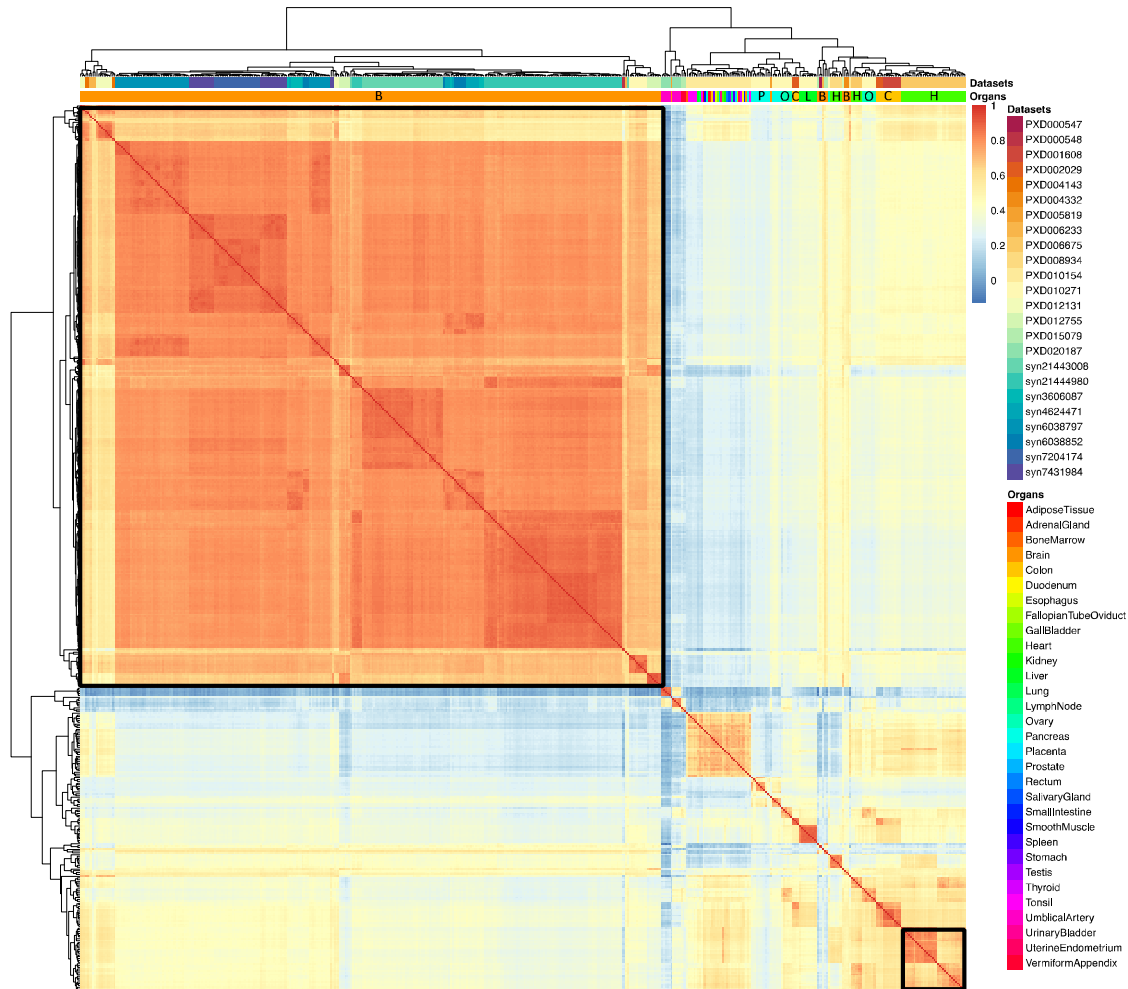 Datasets
B P O C L B H B H O C H Organs
1
0.8
0.6
0.4
0.2
0
Datasets
PXD000547
PXD000548
PXD001608
PXD002029
PXD004143
PXD004332
PXD005819
PXD006233
PXD006675
PXD008934
PXD010154
PXD010271
PXD012131
PXD012755
PXD015079
PXD020187
syn21443008
syn21444980
syn3606087
syn4624471
syn6038797
syn6038852
syn7204174
syn7431984
Organs
AdiposeTissue
AdrenalGland
BoneMarrow
Brain
Colon
Duodenum
Esophagus
FallopianTubeOviduct
GallBladder
Heart
Kidney
Liver
Lung
LymphNode
Ovary
Pancreas
Placenta
Prostate
Rectum
SalivaryGland
SmallIntestine
SmoothMuscle
Spleen
Stomach
Testis
Thyroid
Tonsil
UmblicalArtery
UrinaryBladder
UterineEndometrium
VermiformAppendix